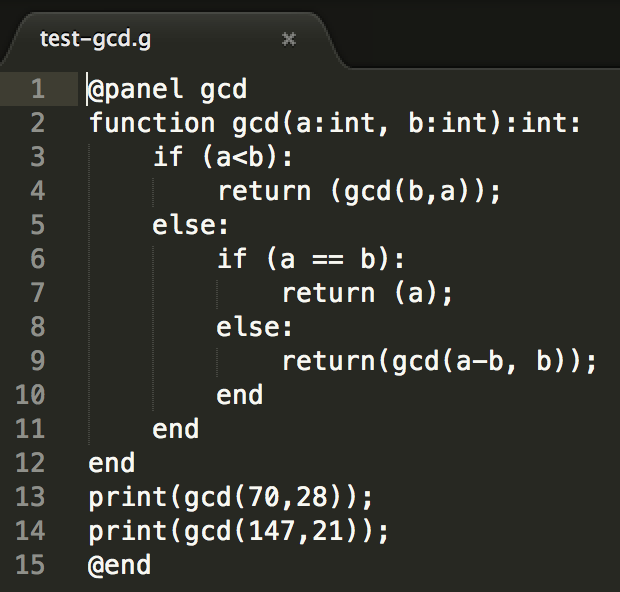 test-gcd.g
1 @panel gcd
2 function gcd(a:int, b:int):int:
3     if (a<b):
4         return (gcd(b,a));
5     else:
6         if (a == b):
7             return (a);
8         else:
9             return(gcd(a-b, b));
10         end
11     end
12 end
13 print(gcd(70,28));
14 print(gcd(147,21));
15 @end